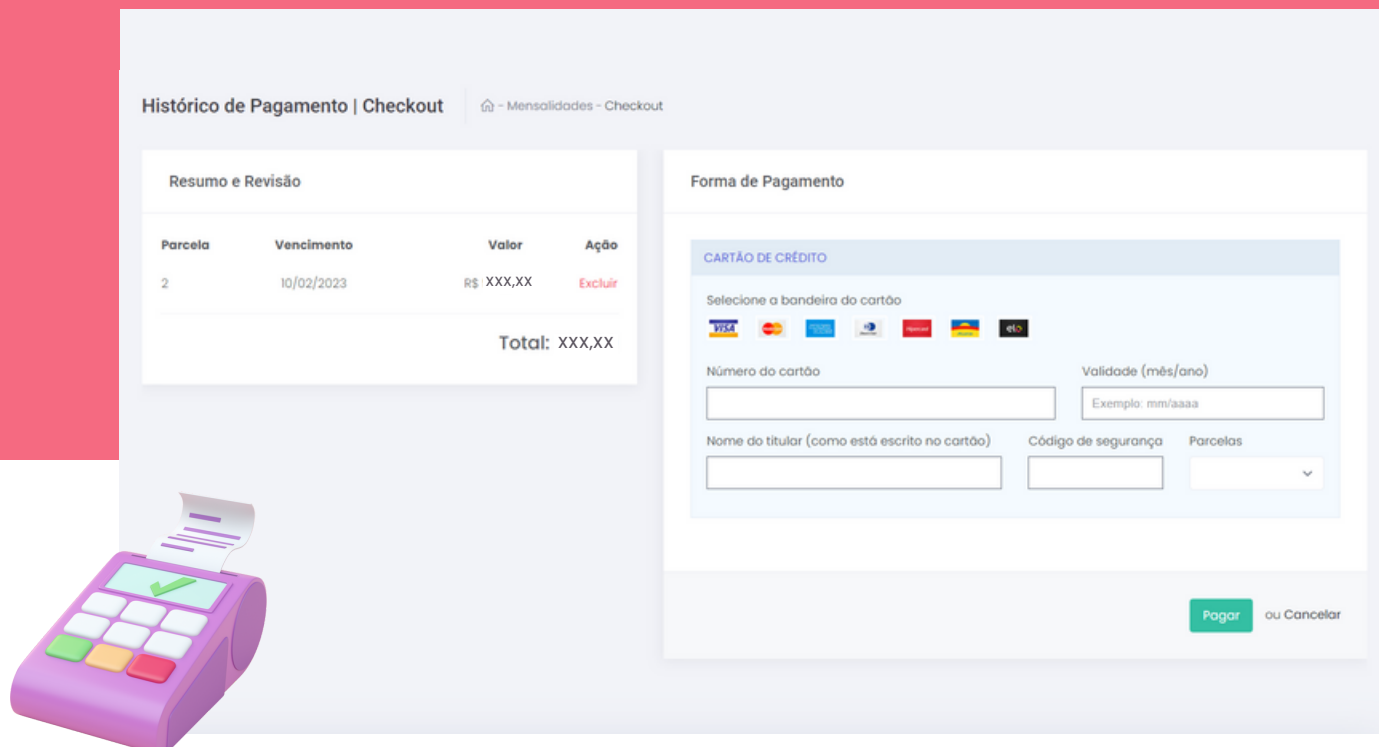 Histórico de Pagamento | Checkout
- Mensalidades - Checkout
Resumo e Revisão
Parcela Vencimento Valor Ação
2 10/02/2023 R$ XXX,XX Excluir
Total: XXX,XX
Forma de Pagamento
CARTÃO DE CRÉDITO
Selecione a bandeira do cartão
VISA elo
Número do cartão Validade (mês/ano)
Exemplo: mm/aaaa
Nome do titular (como está escrito no cartão) Código de segurança Parcelas
Pagar ou Cancelar